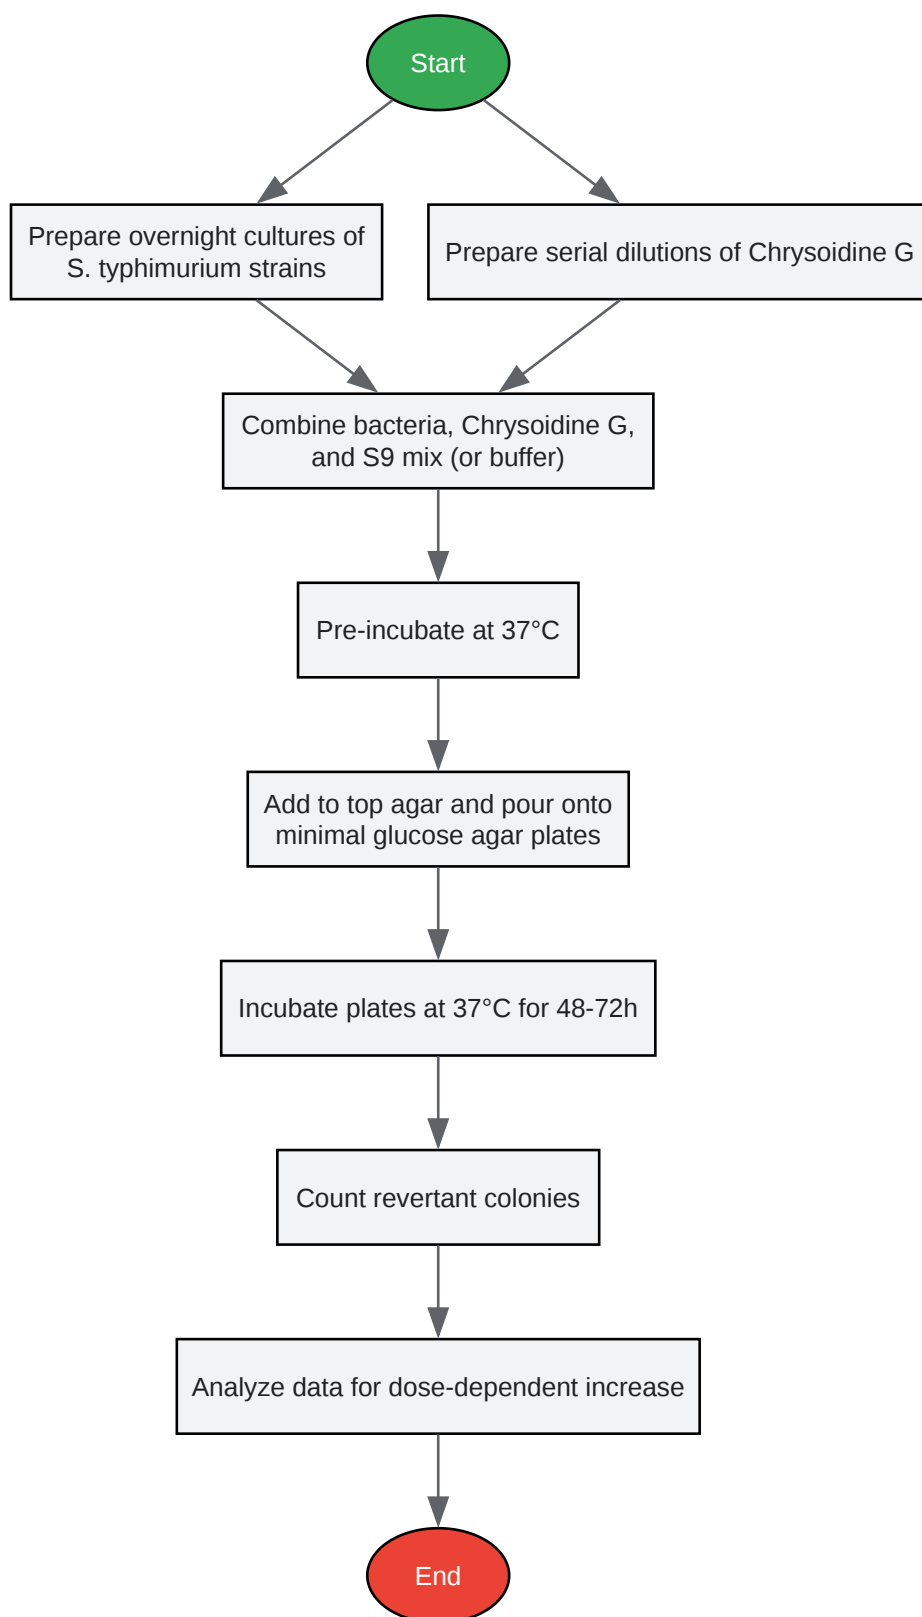 Start
Prepare overnight cultures of
S. typhimurium strains
Prepare serial dilutions of Chrysoidine G
Combine bacteria, Chrysoidine G,
and S9 mix (or buffer)
Pre-incubate at 37°C
Add to top agar and pour onto
minimal glucose agar plates
Incubate plates at 37°C for 48-72h
Count revertant colonies
Analyze data for dose-dependent increase
End